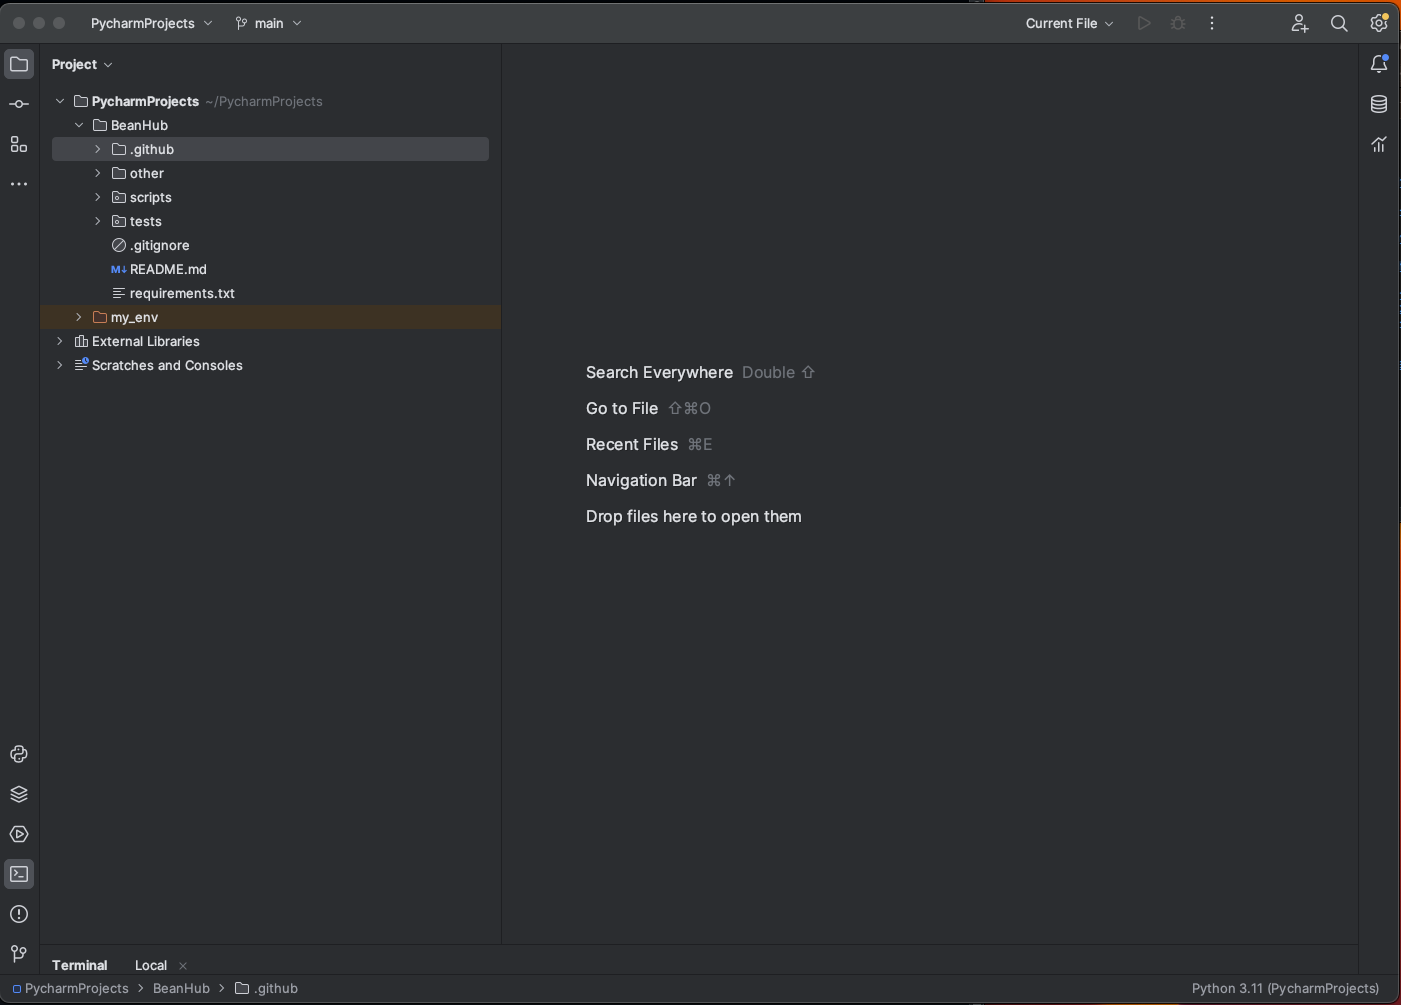 PycharmProjects main Current File
Project
PycharmProjects ~/PycharmProjects
BeanHub
.github
other
scripts
tests
.gitignore
M↓ README.md
requirements.txt
my_env
External Libraries
Scratches and Consoles
Search Everywhere Double ⇧
Go to File ⇧⌘O
Recent Files ⌘E
Navigation Bar ⌘↑
Drop files here to open them
Terminal Local ×
PycharmProjects > BeanHub > .github Python 3.11 (PycharmProjects)